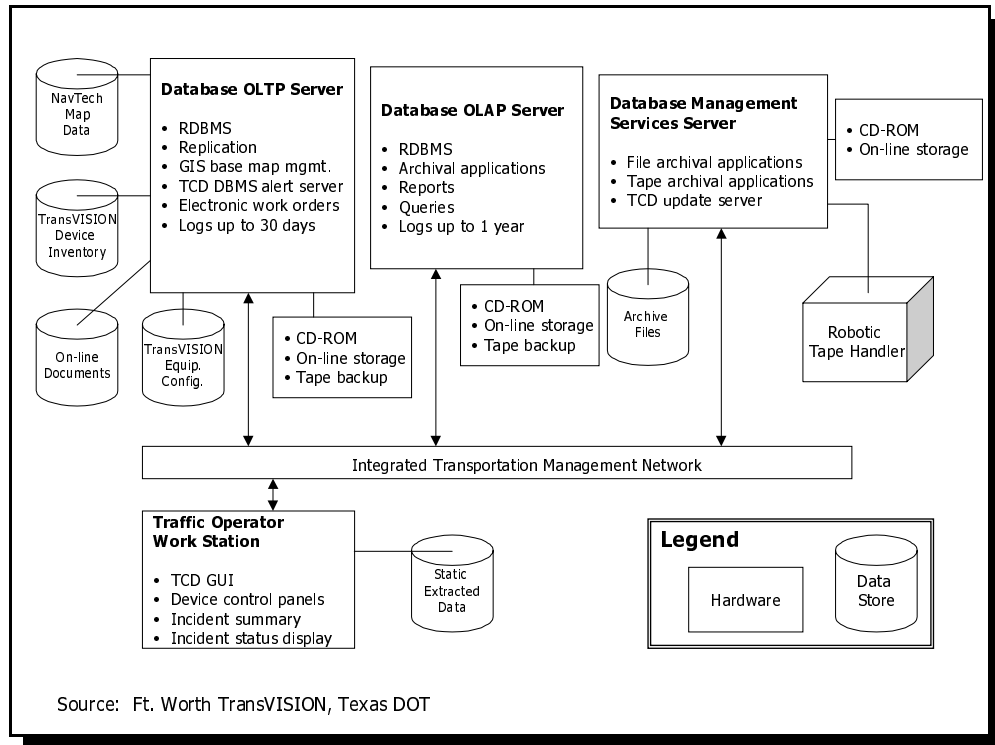 NavTech
Map
Data
TransVISION
Device
Inventory
On-line
Documents
TransVISION
Equip.
Config.
Database OLTP Server
• RDBMS
• Replication
• GIS base map mgmt.
• TCD DBMS alert server
• Electronic work orders
• Logs up to 30 days
• CD-ROM
• On-line storage
• Tape backup
Database OLAP Server
• RDBMS
• Archival applications
• Reports
• Queries
• Logs up to 1 year
• CD-ROM
• On-line storage
• Tape backup
Database Management
Services Server
• File archival applications
• Tape archival applications
• TCD update server
• CD-ROM
• On-line storage
Archive
Files
Robotic
Tape Handler
Integrated Transportation Management Network
Traffic Operator
Work Station
• TCD GUI
• Device control panels
• Incident summary
• Incident status display
Static
Extracted
Data
Legend
Hardware
Data
Store
Source: Ft. Worth TransVISION, Texas DOT